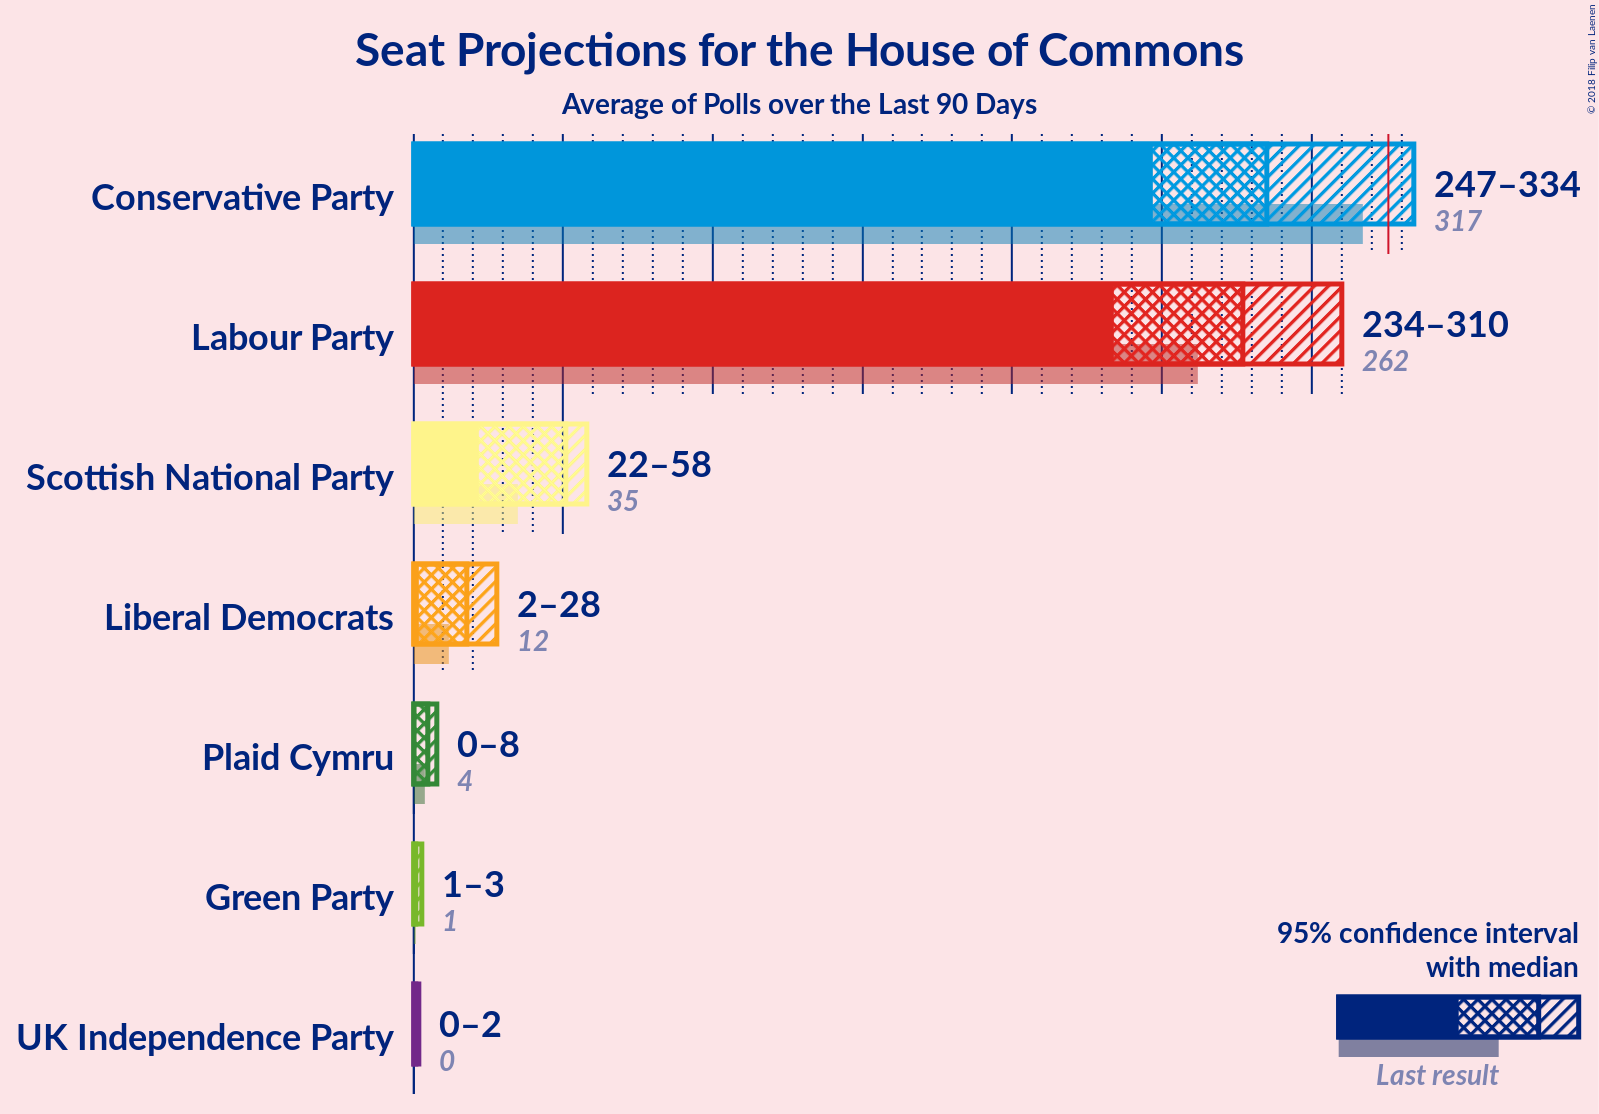 Seat Projections for the House of Commons
Average of Polls over the Last 90 Days
© 2018 Filip van Laenen
Conservative Party
247–334
317
Labour Party
234–310
262
Scottish National Party
22–58
35
Liberal Democrats
2–28
12
Plaid Cymru
0–8
4
Green Party
1–3
1
UK Independence Party
0–2
0
95% confidence interval
with median
Last result